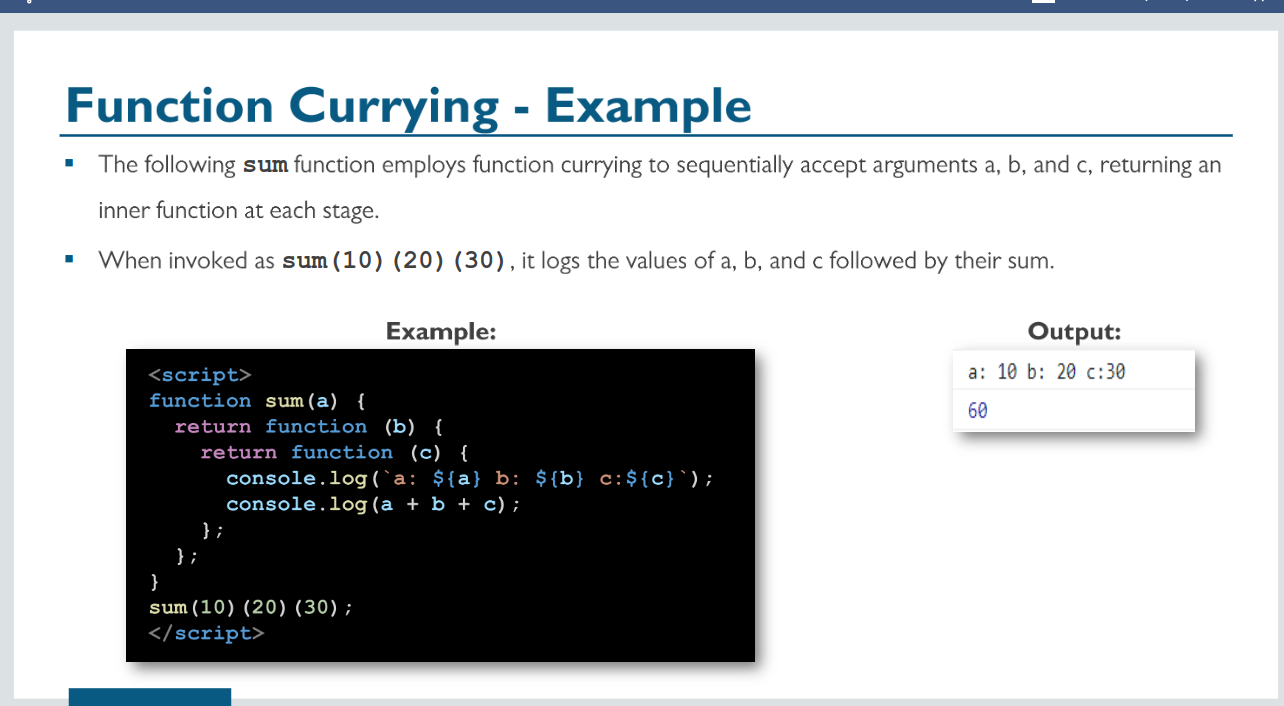 Function Currying - Example
▪ The following sum function employs function currying to sequentially accept arguments a, b, and c, returning an
inner function at each stage.
▪ When invoked as sum(10)(20)(30), it logs the values of a, b, and c followed by their sum.
Example:
<script>
function sum(a) {
  return function (b) {
    return function (c) {
      console.log(`a: ${a} b: ${b} c:${c}`);
      console.log(a + b + c);
    };
  };
}
sum(10)(20)(30);
</script>
Output:
a: 10 b: 20 c:30
60